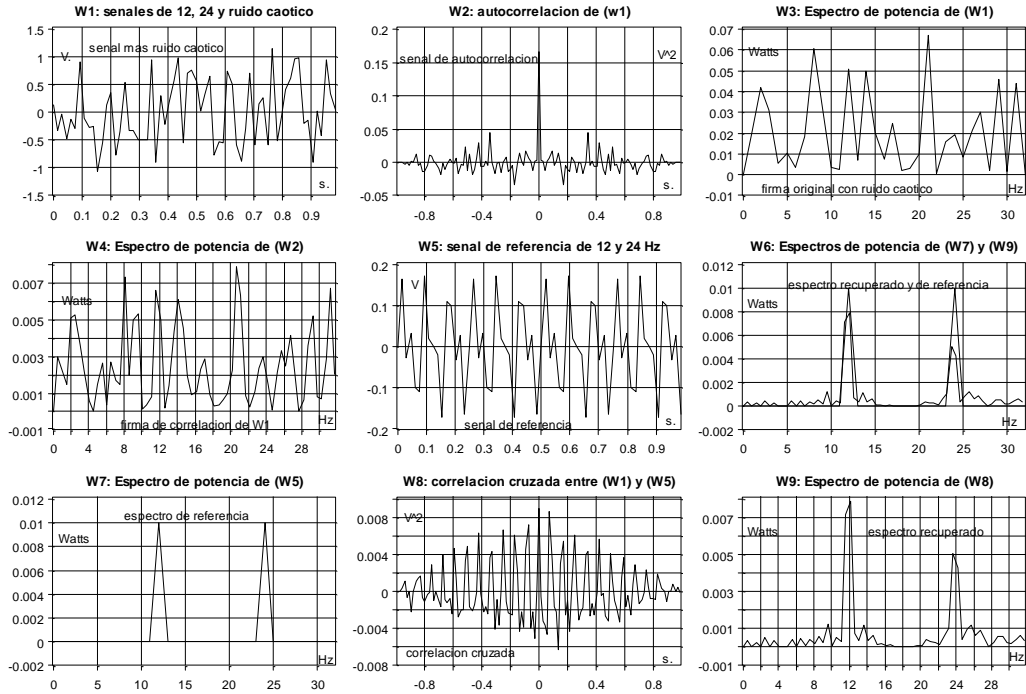 W1: senales de 12, 24 y ruido caotico
1.5
1
0.5
0
-0.5
-1
-1.5
V.
senal mas ruido caotico
s.
0 0.1 0.2 0.3 0.4 0.5 0.6 0.7 0.8 0.9
W2: autocorrelacion de (w1)
0.2
0.15
0.1
0.05
0
-0.05
senal de autocorrelacion
V^2
s.
-0.8 -0.4 0 0.4 0.8
W3: Espectro de potencia de (W1)
0.07
0.06
0.05
0.04
0.03
0.02
0.01
0
-0.01
Watts
firma original con ruido caotico
Hz
0 5 10 15 20 25 30
W4: Espectro de potencia de (W2)
0.007
0.005
0.003
0.001
-0.001
Watts
firma de correlacion de W1
Hz
0 4 8 12 16 20 24 28 32
W5: senal de referencia de 12 y 24 Hz
0.2
0.1
0
-0.1
-0.2
V
senal de referencia
s.
0 0.1 0.2 0.3 0.4 0.5 0.6 0.7 0.8 0.9
W6: Espectros de potencia de (W7) y (W9)
0.012
0.01
0.008
0.006
0.004
0.002
0
-0.002
espectro recuperado y de referencia
Watts
Hz
0 5 10 15 20 25 30
W7: Espectro de potencia de (W5)
0.012
0.01
0.008
0.006
0.004
0.002
0
-0.002
espectro de referencia
Watts
Hz
0 5 10 15 20 25 30
W8: correlacion cruzada entre (W1) y (W5)
0.008
0.004
0
-0.004
-0.008
V^2
correlacion cruzada
s.
-0.8 -0.4 0 0.4 0.8
W9: Espectro de potencia de (W8)
0.007
0.005
0.003
0.001
-0.001
Watts
espectro recuperado
Hz
0 4 8 12 16 20 24 28 32